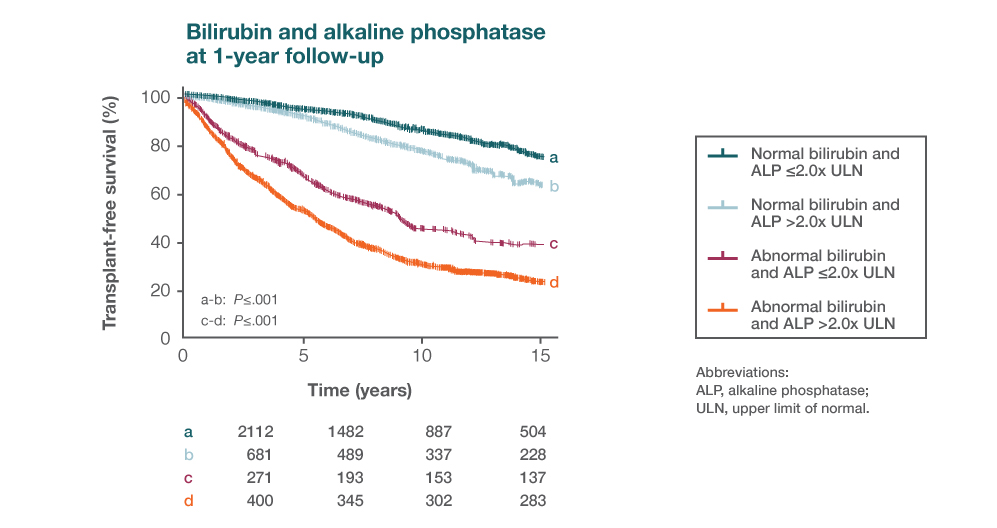 Bilirubin and alkaline phosphatase
at 1-year follow-up
Transplant-free survival (%)
100
80
60
40
20
0
a
b
c
d
a-b: P≤.001
c-d: P≤.001
0 5 10 15
Time (years)
a 2112 1482 887 504
b 681 489 337 228
c 271 193 153 137
d 400 345 302 283
Normal bilirubin and
ALP ≤2.0x ULN
Normal bilirubin and
ALP >2.0x ULN
Abnormal bilirubin
and ALP ≤2.0x ULN
Abnormal bilirubin
and ALP >2.0x ULN
Abbreviations:
ALP, alkaline phosphatase;
ULN, upper limit of normal.